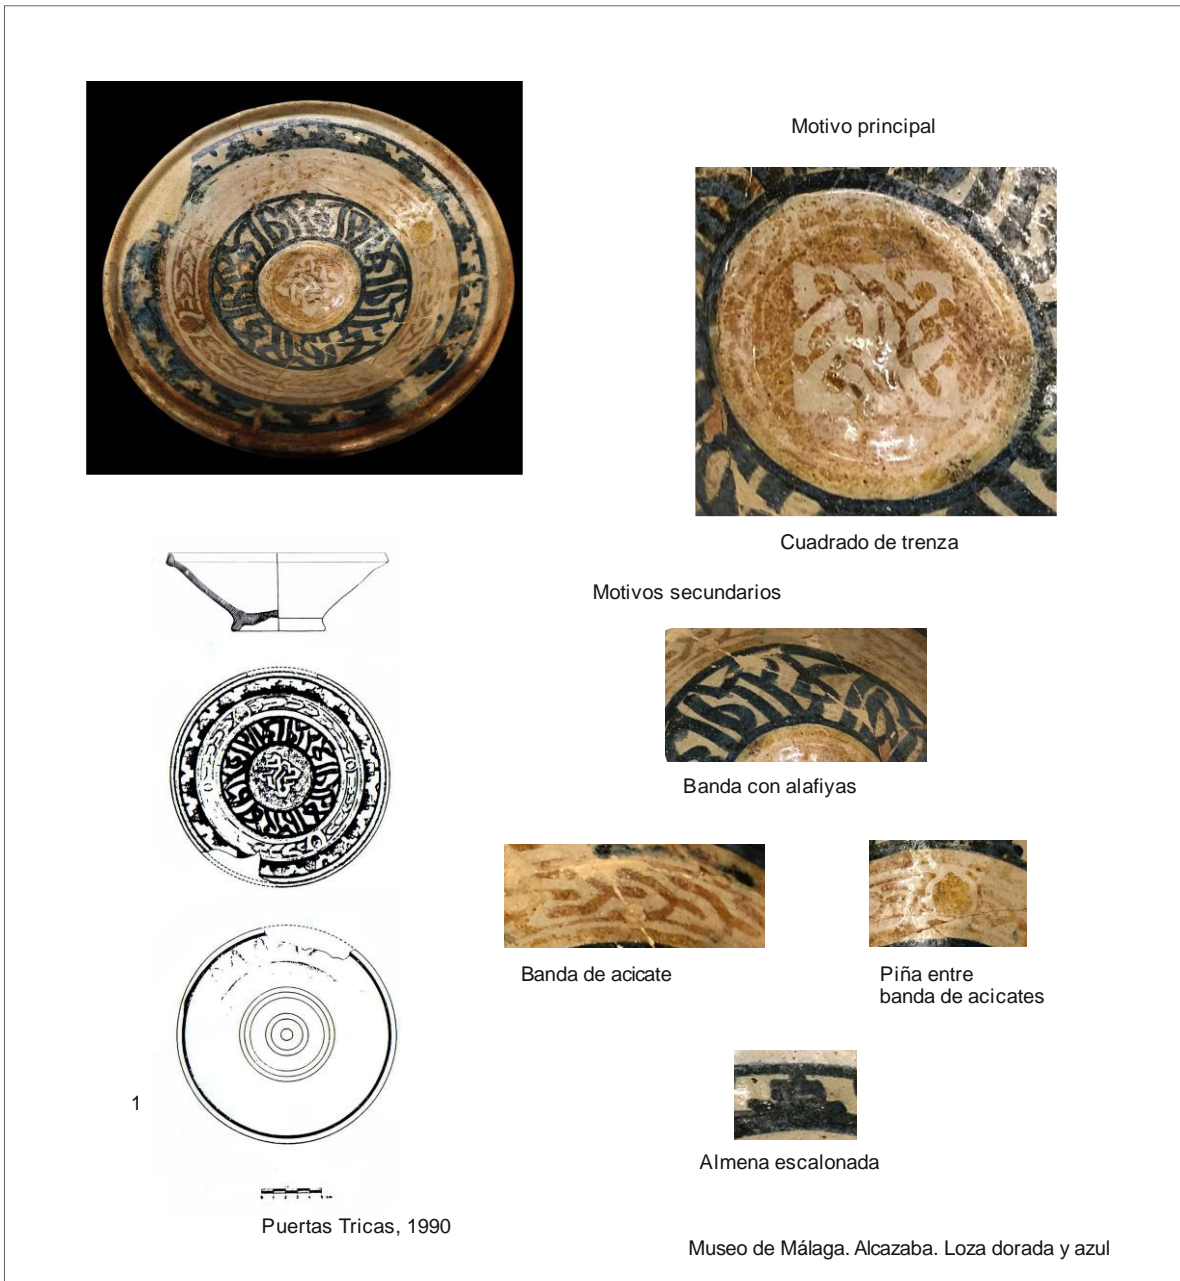 Motivo principal
Cuadrado de trenza
Motivos secundarios
Banda con alafiyas
Banda de acicate
Piña entre
banda de acicates
1
Almena escalonada
Puertas Tricas, 1990
Museo de Málaga. Alcazaba. Loza dorada y azul